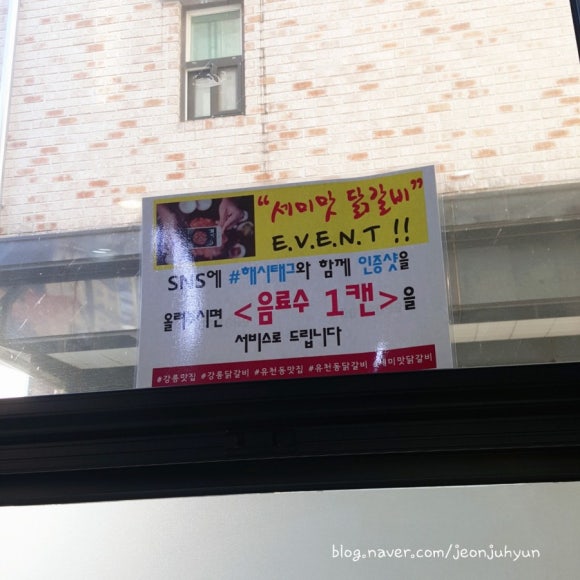 "세미맛 닭갈비"
E.V.E.N.T !!
SNS에 #해시태그와 함께 인증샷을
올려주시면 <음료수 1캔>을
서비스로 드립니다
#강릉맛집 #강릉닭갈비 #유천동맛집 #유천동닭갈비 #세미맛닭갈비
blog.naver.com/jeonjuhyun